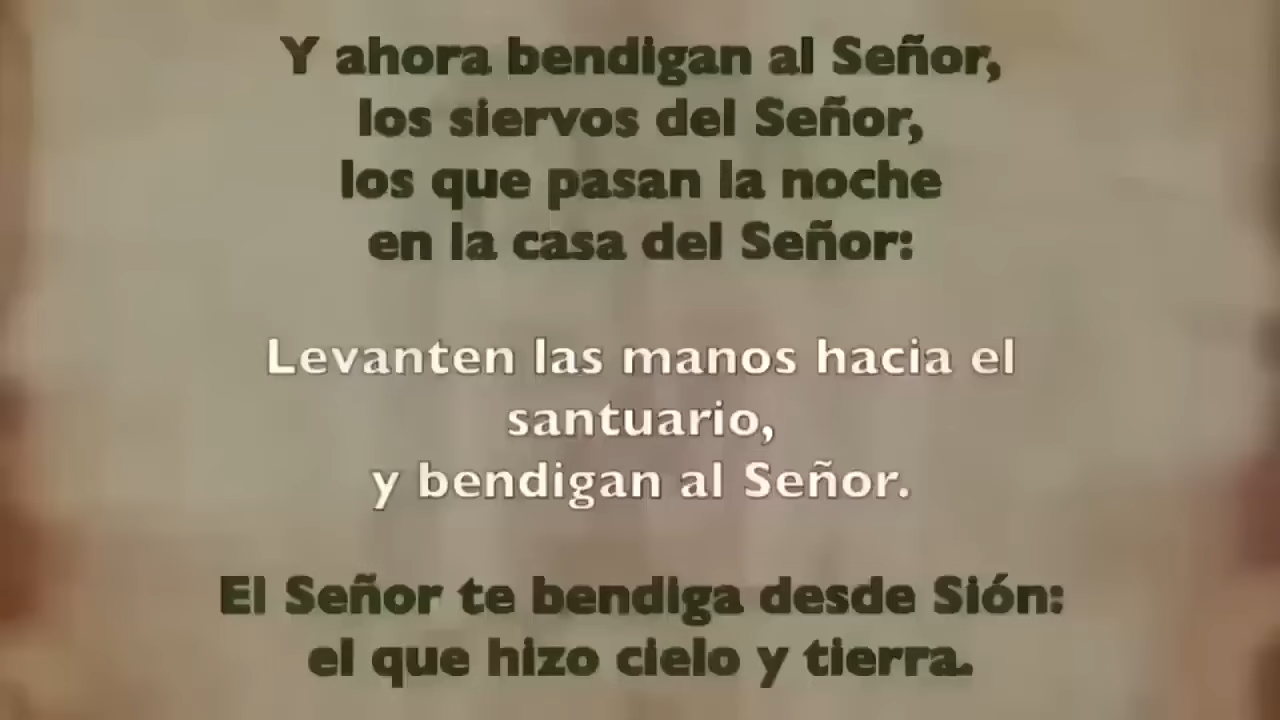 Y ahora bendigan al Señor,
los siervos del Señor,
los que pasan la noche
en la casa del Señor:
Levanten las manos hacia el
santuario,
y bendigan al Señor.
El Señor te bendiga desde Sión:
el que hizo cielo y tierra.